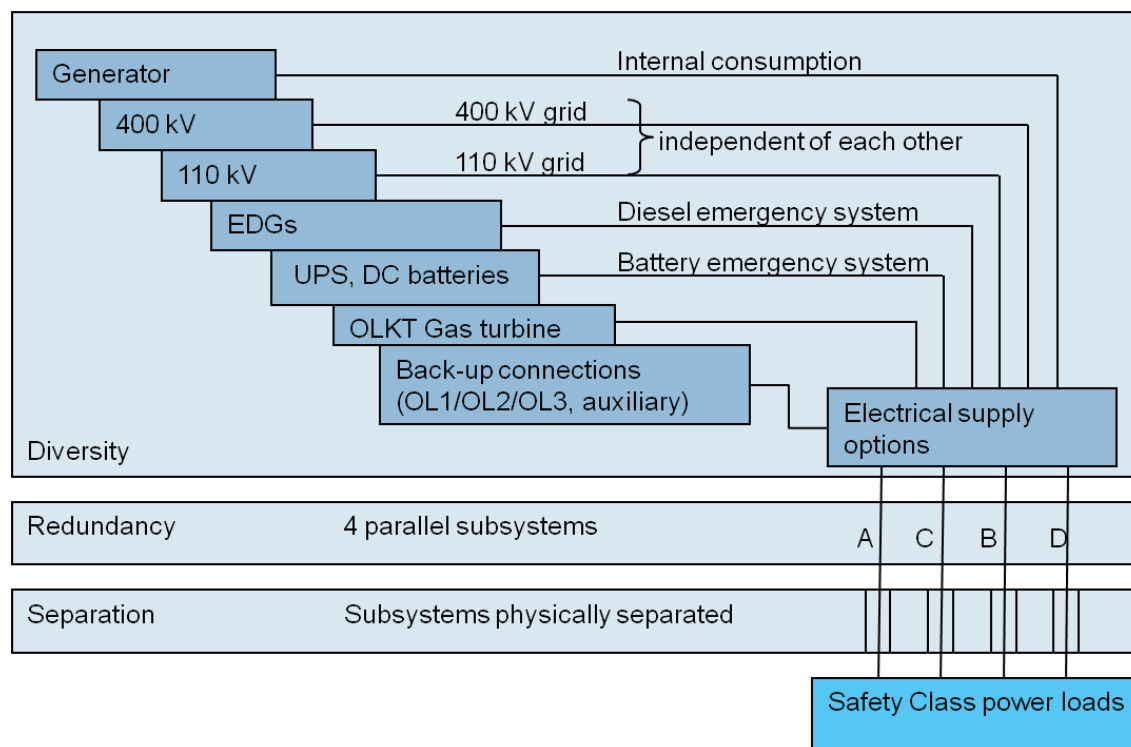 Generator
Internal consumption
400 kV
400 kV grid
independent of each other
110 kV
110 kV grid
EDGs
Diesel emergency system
UPS, DC batteries
Battery emergency system
OLKT Gas turbine
Back-up connections
(OL1/OL2/OL3, auxiliary)
Electrical supply
options
Diversity
Redundancy
4 parallel subsystems
A
C
B
D
Separation
Subsystems physically separated
Safety Class power loads